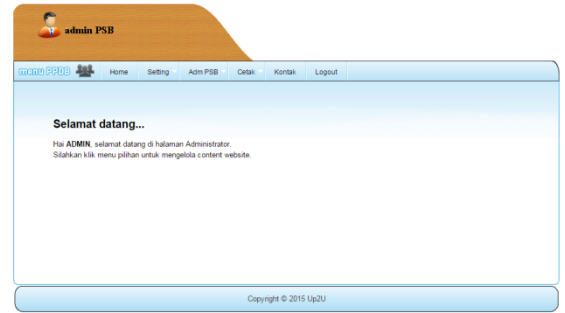 admin PSB
menu PPDB Home Setting Adm PSB Cetak Kontak Logout
Selamat datang...
Hai ADMIN, selamat datang di halaman Administrator.
Silahkan klik menu pilihan untuk mengelola content website.
Copyright © 2015 Up2U